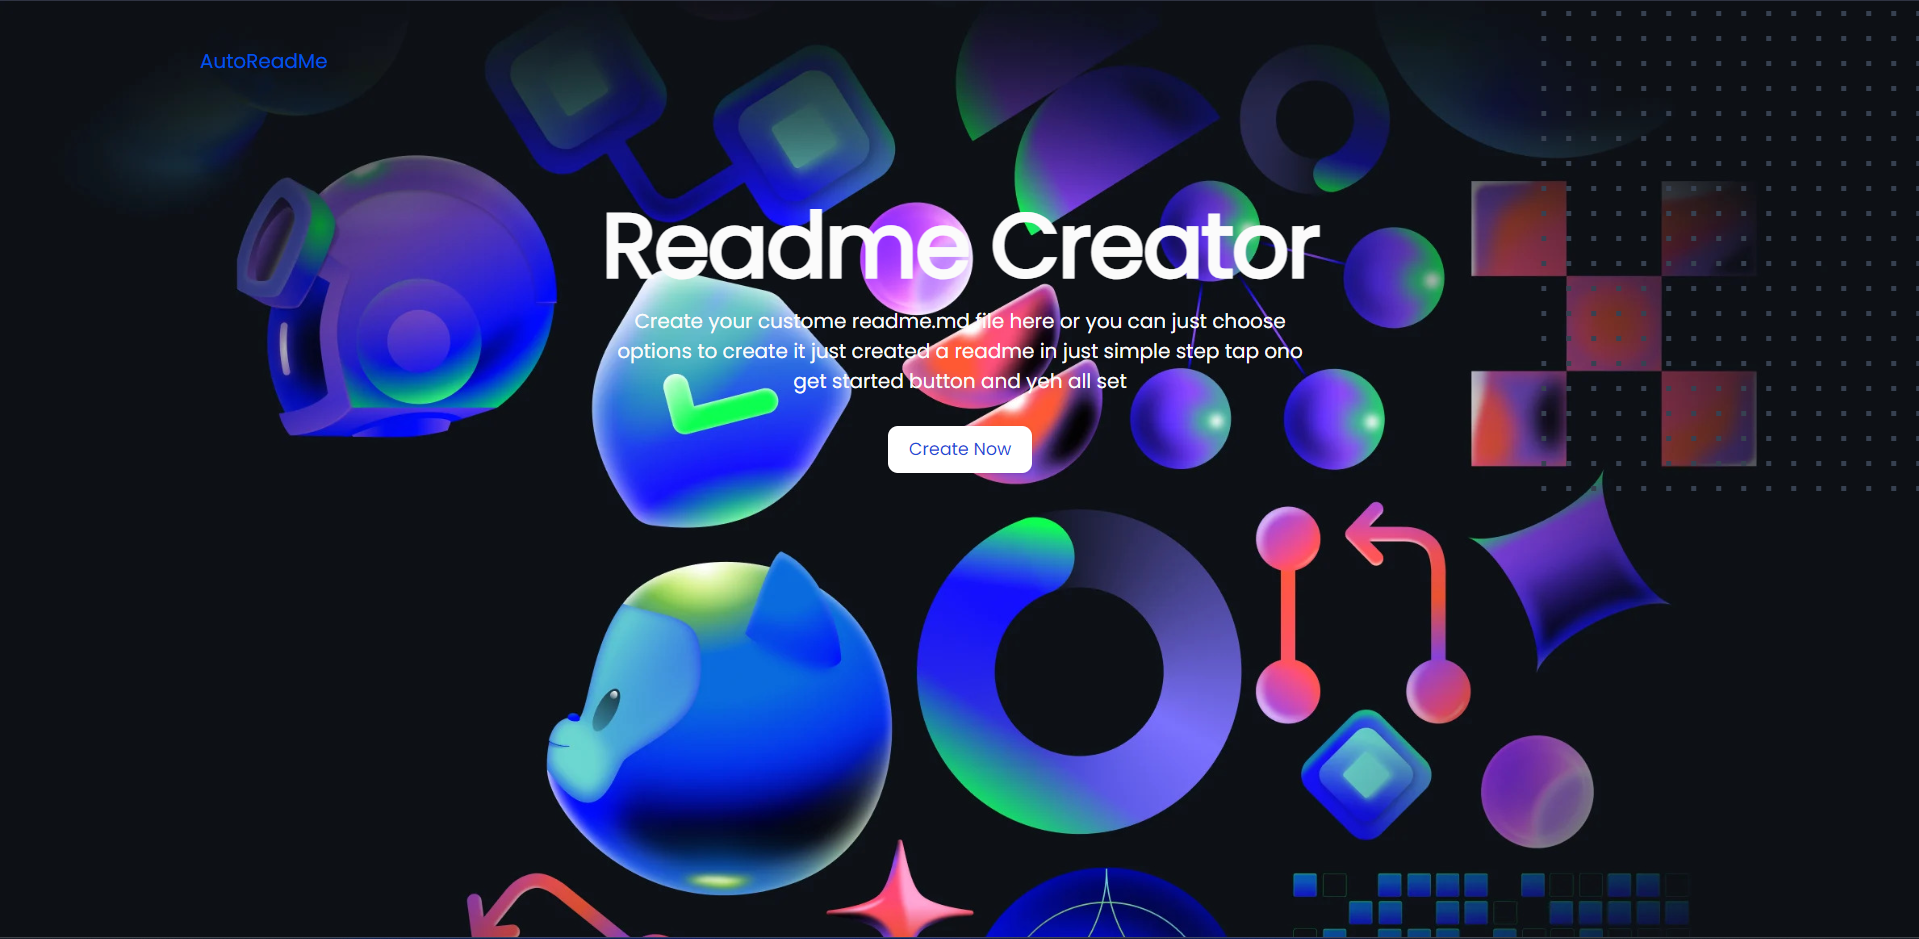 AutoReadMe
Readme Creator
Create your custome readme.md file here or you can just choose
options to create it just created a readme in just simple step tap ono
get started button and yeh all set
Create Now